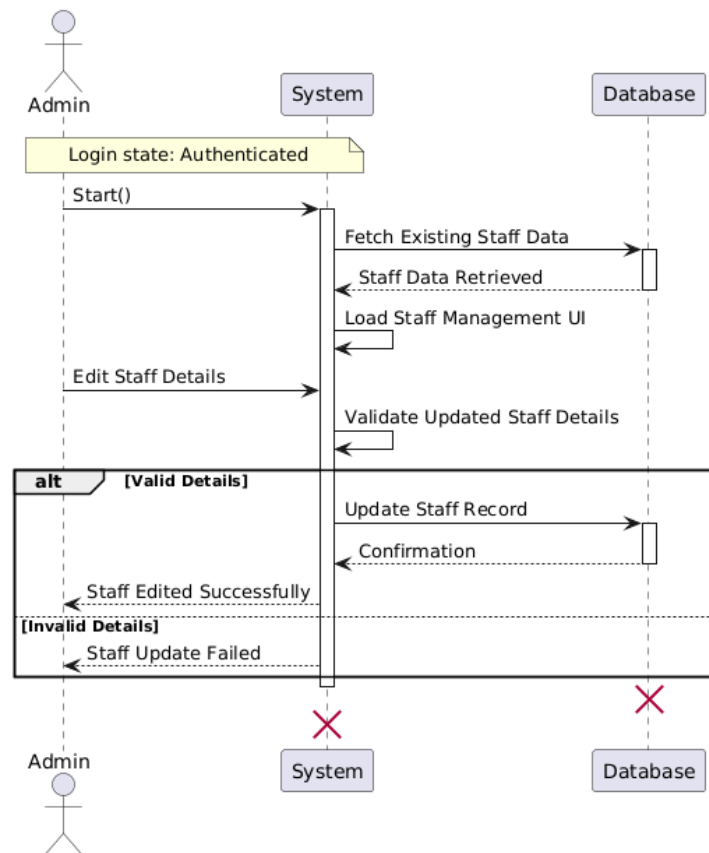 Admin
System
Database
Login state: Authenticated
Start()
Fetch Existing Staff Data
Staff Data Retrieved
Load Staff Management UI
Edit Staff Details
Validate Updated Staff Details
alt [Valid Details]
Update Staff Record
Confirmation
Staff Edited Successfully
[Invalid Details]
Staff Update Failed
Admin
System
Database